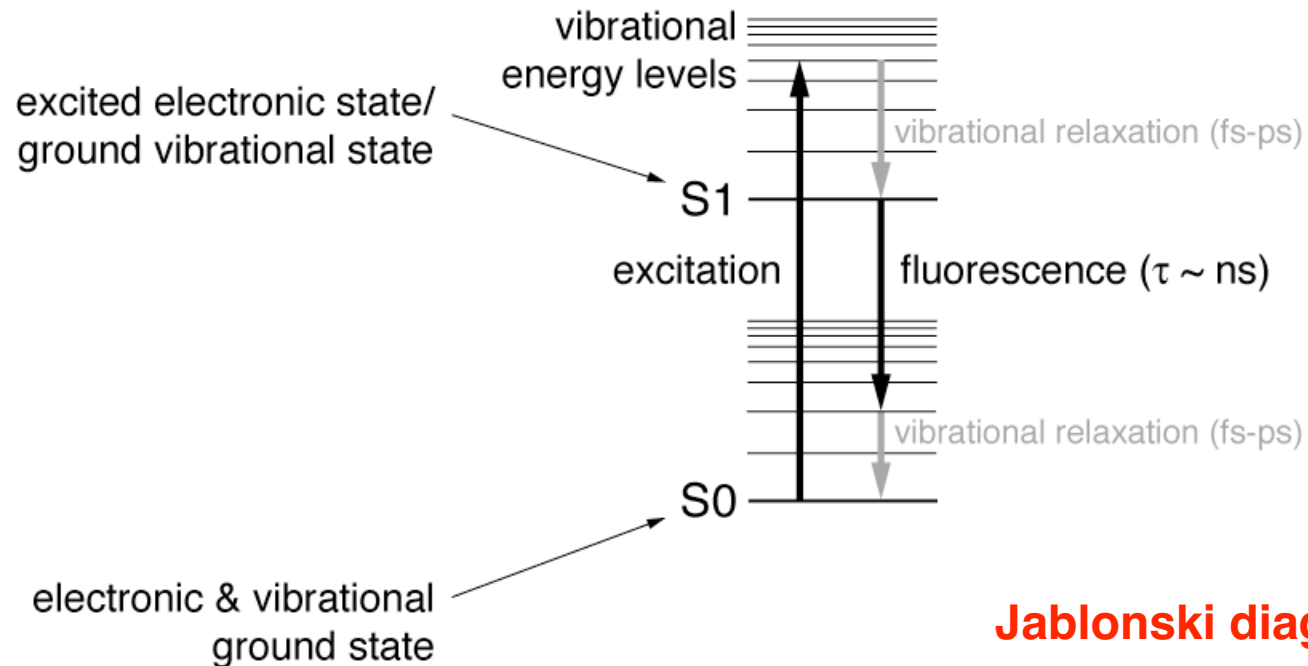 vibrational
energy levels
excited electronic state/
ground vibrational state
vibrational relaxation (fs-ps)
S1
excitation
fluorescence (τ ~ ns)
vibrational relaxation (fs-ps)
S0
electronic & vibrational
ground state
Jablonski diag